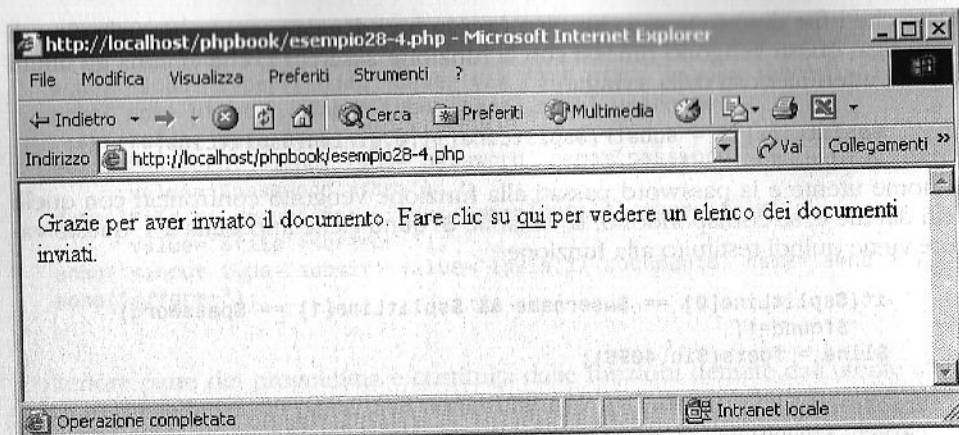 http://localhost/phpbook/esempio28-4.php - Microsoft Internet Explorer
File Modifica Visualizza Preferiti Strumenti ?
Indietro Cerca Preferiti Multimedia
Indirizzo http://localhost/phpbook/esempio28-4.php Vai Collegamenti »
Grazie per aver inviato il documento. Fare clic su qui per vedere un elenco dei documenti
inviati.
Operazione completata Intranet locale